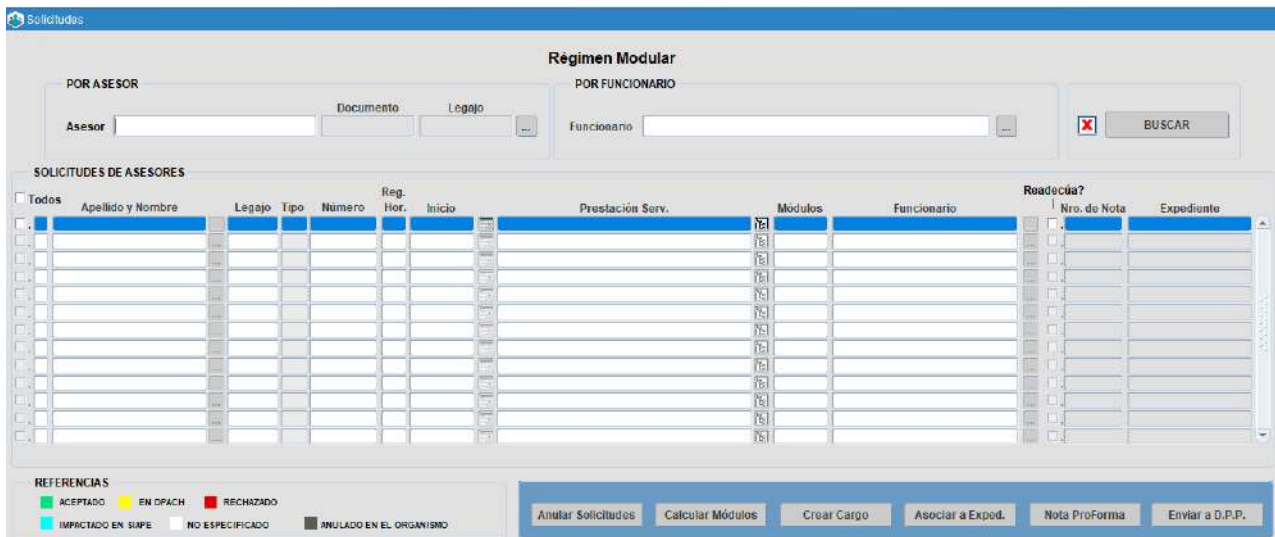 Solicitudes
Régimen Modular
POR ASESOR
POR FUNCIONARIO
Documento Legajo
Asesor ... Funcionario ... X BUSCAR
SOLICITUDES DE ASESORES
Todos Apellido y Nombre Legajo Tipo Número Reg. Hor. Inicio Prestación Serv. Módulos Funcionario Readecúa? Nro. de Nota Expediente
REFERENCIAS
ACEPTADO EN DPACH RECHAZADO
IMPACTADO EN SIAPE NO ESPECIFICADO ANULADO EN EL ORGANISMO
Anular Solicitudes Calcular Módulos Crear Cargo Asociar a Exped. Nota ProForma Enviar a D.P.P.